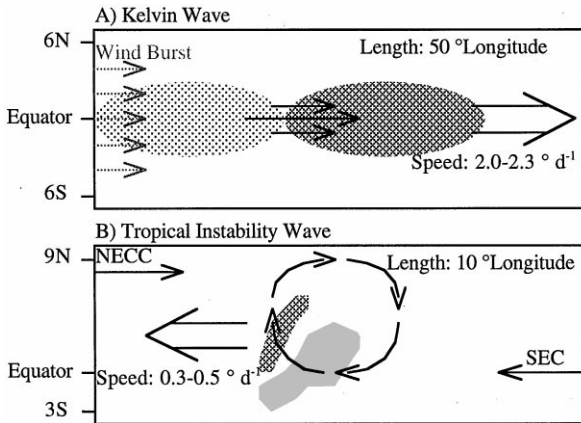 A) Kelvin Wave
6N
Wind Burst
Length: 50 °Longitude
Equator
Speed: 2.0-2.3 ° d⁻¹
6S
B) Tropical Instability Wave
9N
NECC
Length: 10 °Longitude
Equator
SEC
Speed: 0.3-0.5 ° d⁻¹
3S